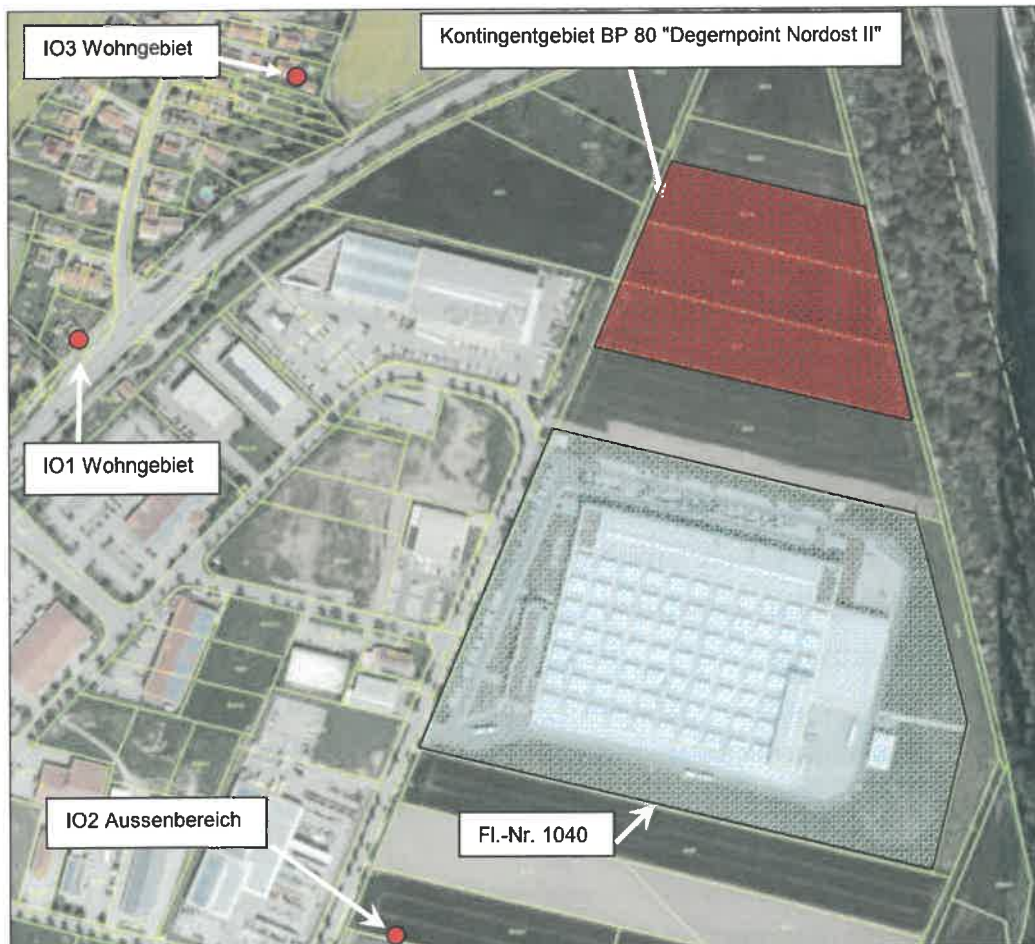 IO3 Wohngebiet
Kontingentgebiet BP 80 "Degernpoint Nordost II"
IO1 Wohngebiet
IO2 Aussenbereich
Fl.-Nr. 1040